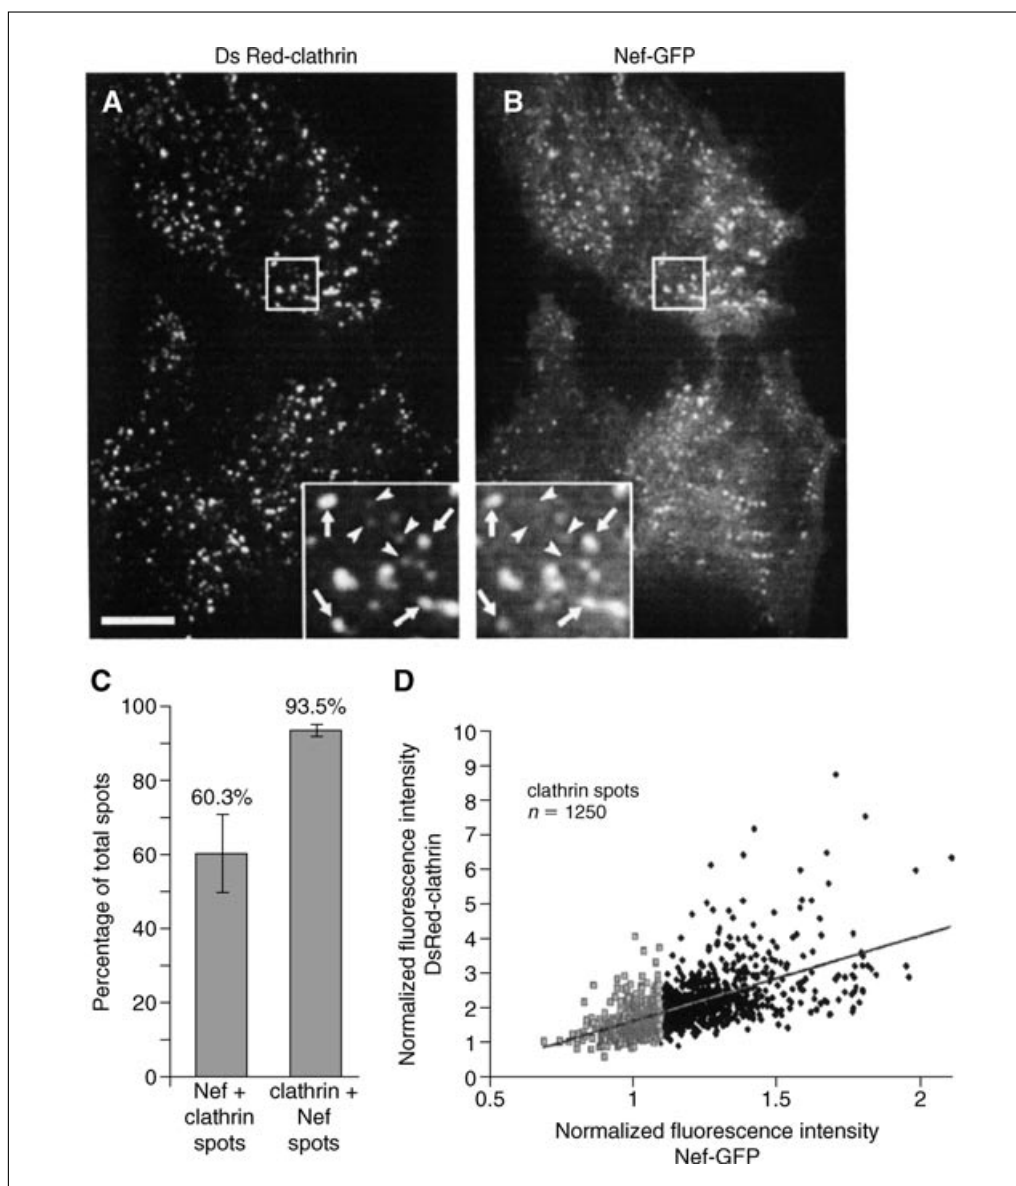 Ds Red-clathrin
Nef-GFP
A
B
C
D
Percentage of total spots
100
80
60
40
20
0
60.3%
93.5%
Nef +
clathrin
spots
clathrin +
Nef
spots
Normalized fluorescence intensity
DsRed-clathrin
10
9
8
7
6
5
4
3
2
1
0
clathrin spots
n = 1250
0.5
1
1.5
2
Normalized fluorescence intensity
Nef-GFP